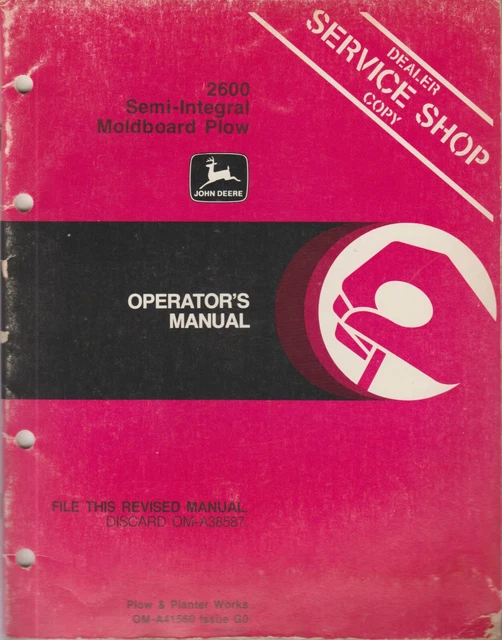 2600
Semi-Integral
Moldboard Plow
DEALER
SERVICE SHOP
COPY
JOHN DEERE
OPERATOR'S
MANUAL
FILE THIS REVISED MANUAL.
DISCARD OM-A36587.
Plow & Planter Works
OM-A41560 Issue G0